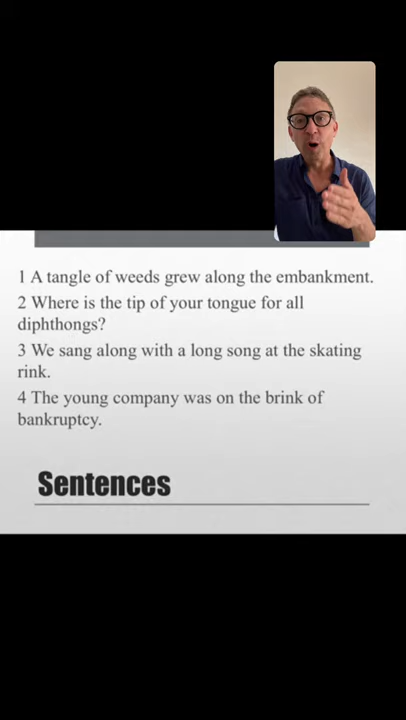 1 A tangle of weeds grew along the embankment.
2 Where is the tip of your tongue for all
diphthongs?
3 We sang along with a long song at the skating
rink.
4 The young company was on the brink of
bankruptcy.
Sentences